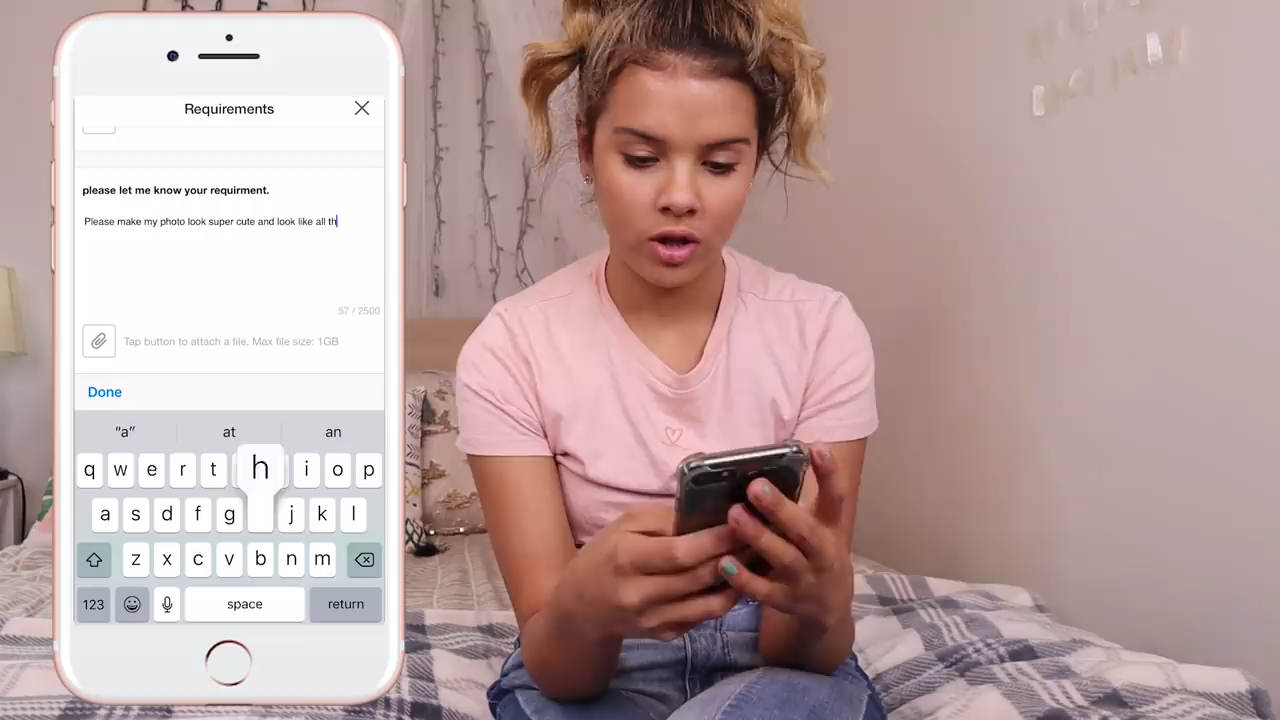 Requirements
please let me know your requirment.
Please make my photo look super cute and look like all th
57 / 2500
Tap button to attach a file. Max file size: 1GB
Done
“a” at an
q w e r t h i o p
a s d f g j k l
z x c v b n m
123 space return